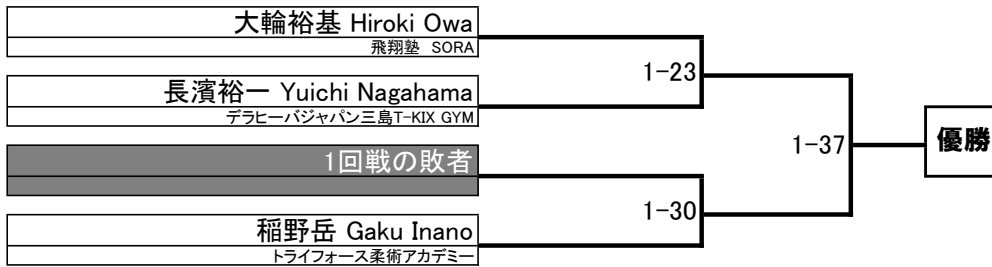 大輪裕基 Hiroki Owa
飛翔塾 SORA
1-23
長濱裕一 Yuichi Nagahama
デラヒーバジャパン三島T-KIX GYM
1-37
優勝
1回戦の敗者
1-30
稲野岳 Gaku Inano
トライフォース柔術アカデミー